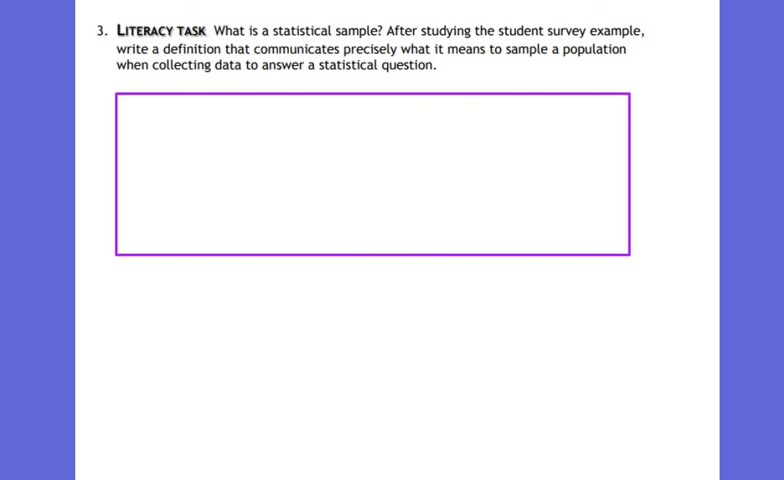 3. LITERACY TASK What is a statistical sample? After studying the student survey example,
write a definition that communicates precisely what it means to sample a population
when collecting data to answer a statistical question.